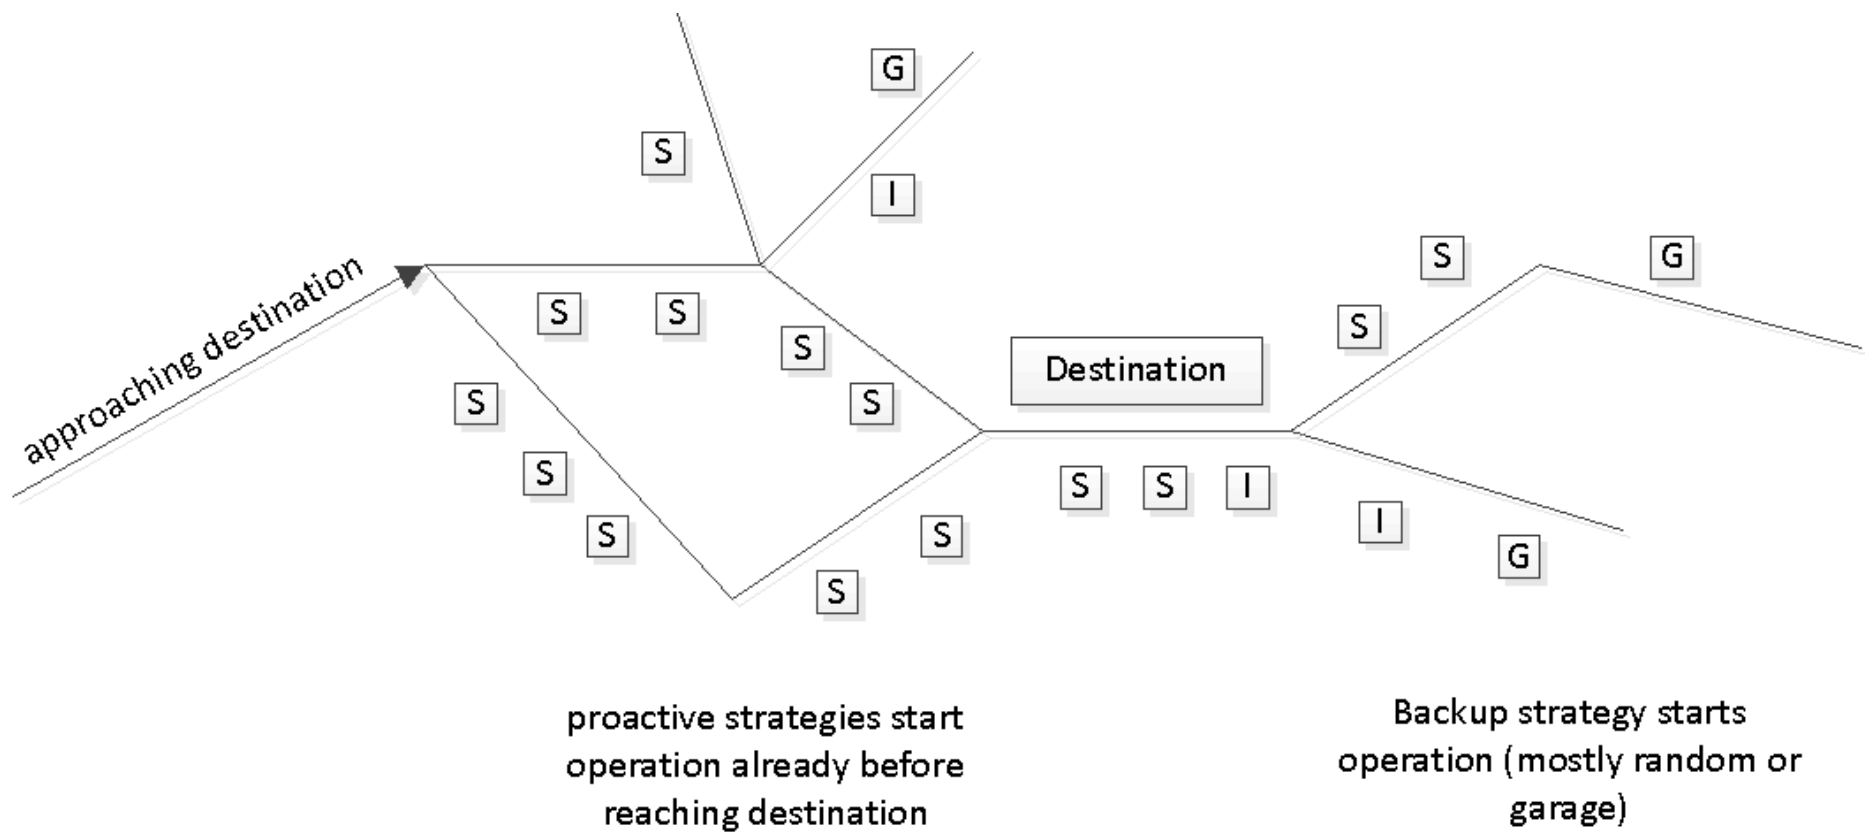 G
S
I
approaching destination
S
G
S
S
S
S
S
Destination
S
S
S
S
S
I
I
S
S
G
S
proactive strategies start
operation already before
reaching destination
Backup strategy starts
operation (mostly random or
garage)